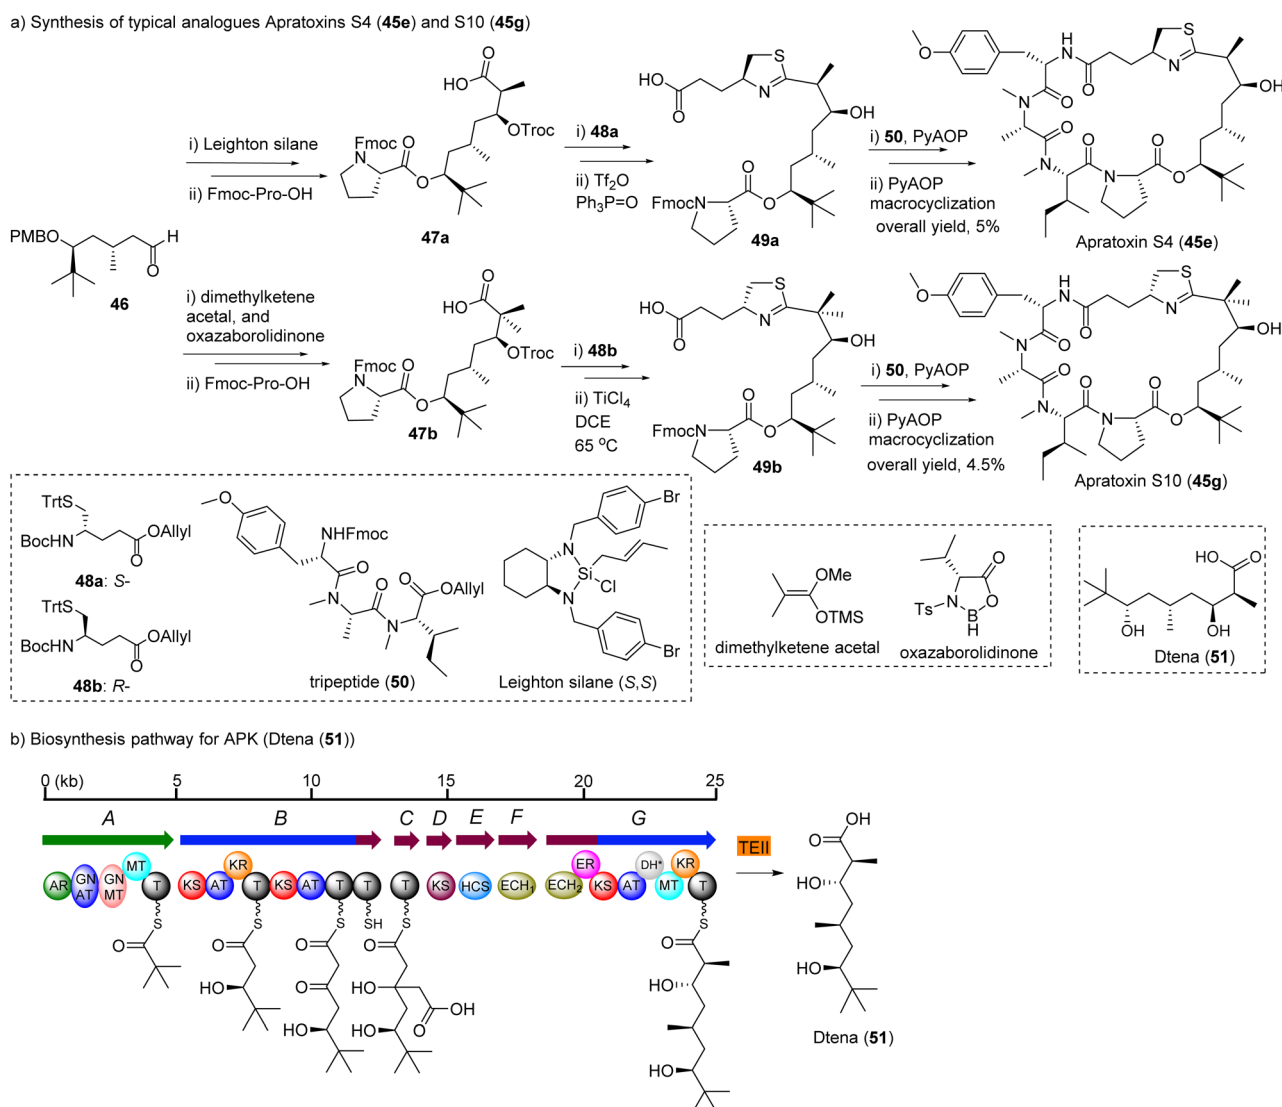 a) Synthesis of typical analogues Apratoxins S4 (45e) and S10 (45g)
PMBO
H
O
46
i) Leighton silane
ii) Fmoc-Pro-OH
O
HO
OTroc
Fmoc
N
O
O
47a
i) 48a
ii) Tf2O
Ph3P=O
HO
O
S
N
OH
O
FmocN
O
49a
i) 50, PyAOP
ii) PyAOP
macrocyclization
overall yield, 5%
O
H
N
O
S
N
OH
N
O
O
N
O
N
O
O
Apratoxin S4 (45e)
i) dimethylketene
acetal, and
oxazaborolidinone
ii) Fmoc-Pro-OH
HO
O
OTroc
Fmoc
N
O
O
47b
i) 48b
ii) TiCl4
DCE
65 °C
HO
O
S
N
OH
O
FmocN
O
49b
i) 50, PyAOP
ii) PyAOP
macrocyclization
overall yield, 4.5%
O
H
N
O
S
N
OH
N
O
O
N
O
N
O
O
Apratoxin S10 (45g)
TrtS
BocHN
OAllyl
O
48a: S-
TrtS
BocHN
OAllyl
O
48b: R-
O
NHFmoc
O
N
O
N
O
OAllyl
tripeptide (50)
Br
N
Si
Cl
N
Br
Leighton silane (S,S)
OMe
OTMS
dimethylketene acetal
O
Ts
N
B
O
H
oxazaborolidinone
HO
O
OH
OH
Dtena (51)
b) Biosynthesis pathway for APK (Dtena (51))
0 (kb)
5
10
15
20
25
A
B
C
D
E
F
G
AR
GN
AT
GN
MT
MT
T
KS
AT
KR
T
KS
AT
T
T
T
KS
HCS
ECH1
ECH2
ER
KS
AT
DH*
MT
KR
T
TEII
S
O
S
O
HO
S
O
O
HO
SH
S
O
HO
O
OH
HO
S
O
HO
HO
OH
O
HO
HO
Dtena (51)